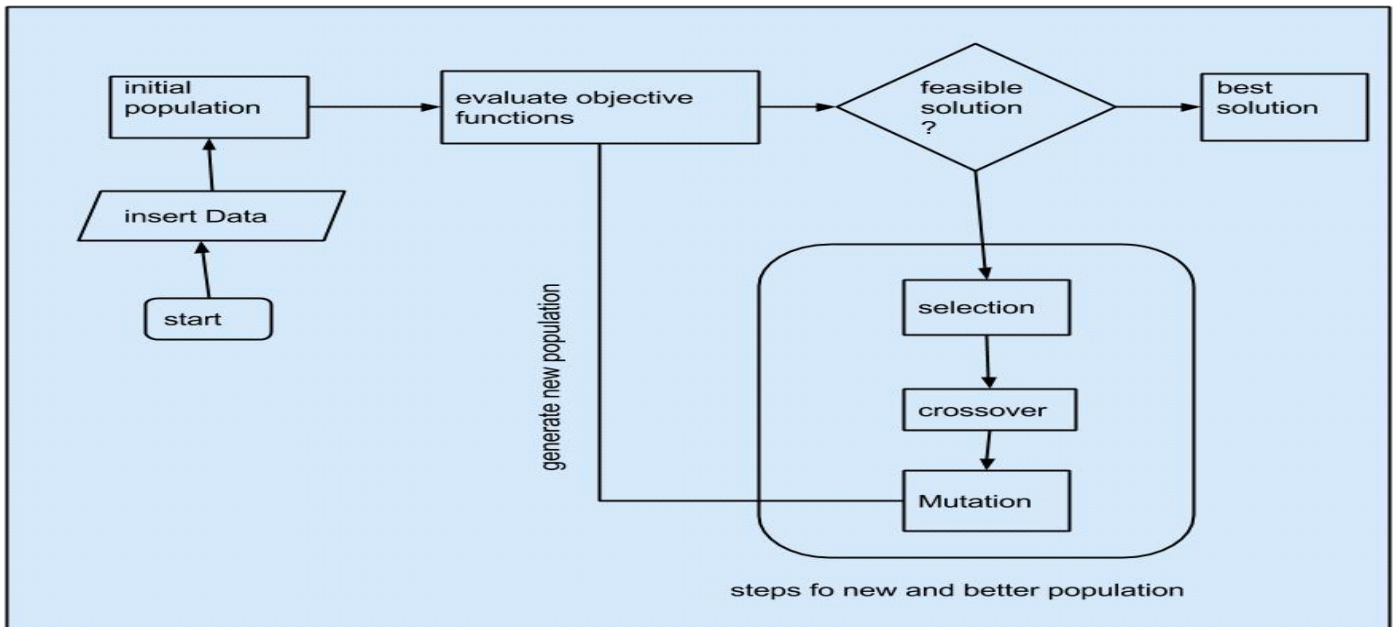 start
insert Data
initial
population
evaluate objective
functions
feasible
solution
?
best
solution
selection
crossover
Mutation
generate new population
steps fo new and better population